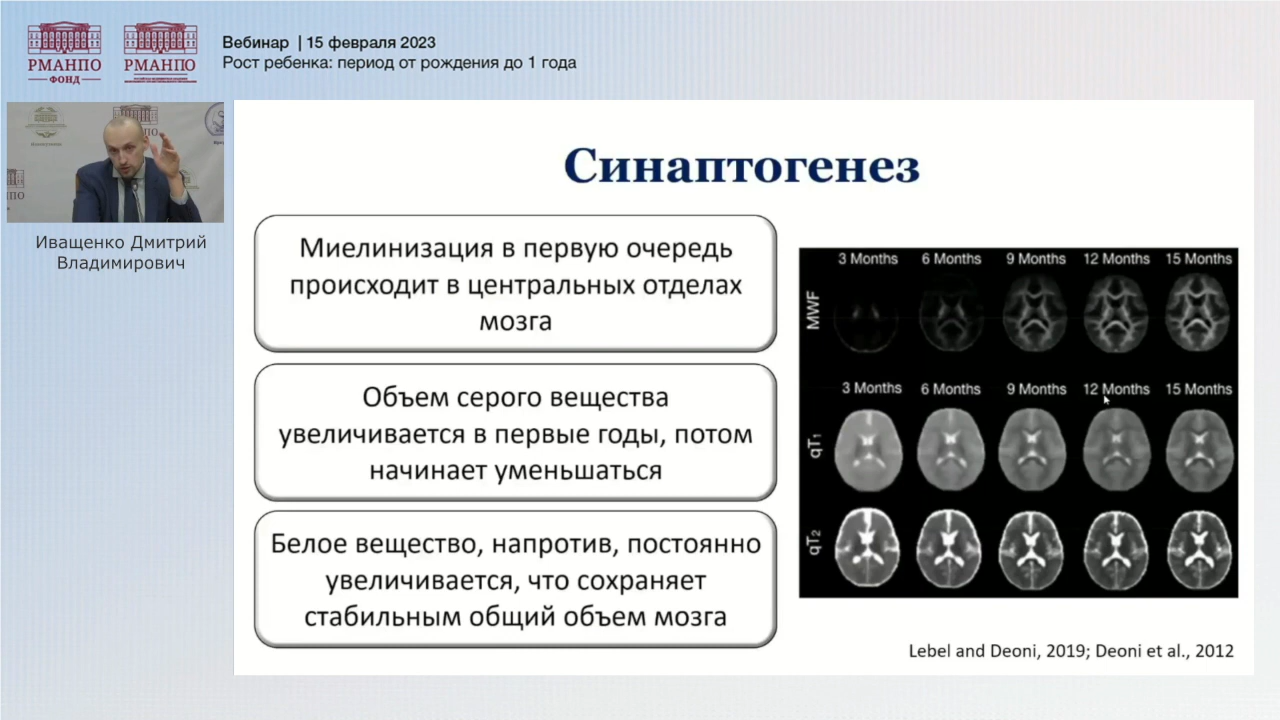 РМАНПО
ФОНД
РМАНПО
Вебинар | 15 февраля 2023
Рост ребенка: период от рождения до 1 года
Иващенко Дмитрий
Владимирович
Синаптогенез
Миелинизация в первую очередь
происходит в центральных отделах
мозга
Объем серого вещества
увеличивается в первые годы, потом
начинает уменьшаться
Белое вещество, напротив, постоянно
увеличивается, что сохраняет
стабильным общий объем мозга
3 Months 6 Months 9 Months 12 Months 15 Months
MWF
3 Months 6 Months 9 Months 12 Months 15 Months
qT₁
qT₂
Lebel and Deoni, 2019; Deoni et al., 2012